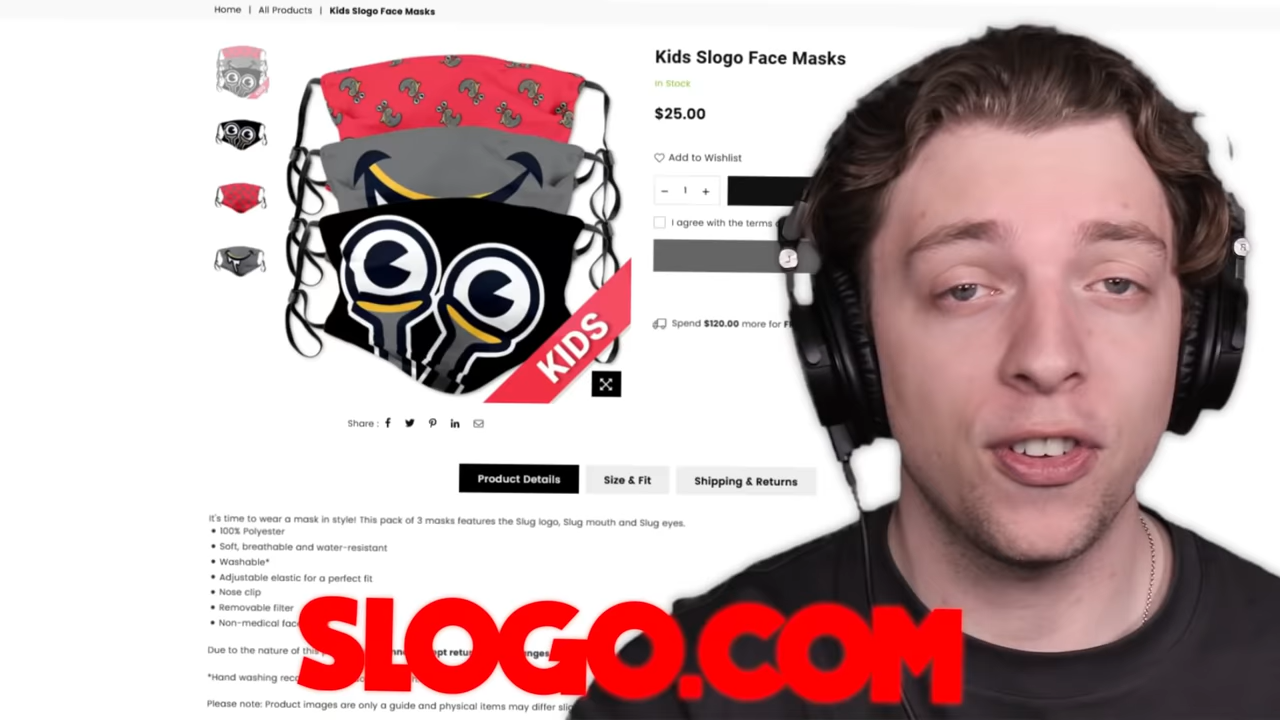 Home | All Products | Kids Slogo Face Masks
Kids Slogo Face Masks
In Stock
$25.00
Add to Wishlist
− 1 +
I agree with the terms
Spend $120.00 more for
KIDS
Share :
Product Details
Size & Fit
Shipping & Returns
It's time to wear a mask in style! This pack of 3 masks features the Slug logo, Slug mouth and Slug eyes.
• 100% Polyester
• Soft, breathable and water-resistant
• Washable*
• Adjustable elastic for a perfect fit
• Nose clip
• Removable filter
• Non-medical
SLOGO.COM
Due to the nature of
*Hand washing
Please note: Product images are only a guide and physical items may differ